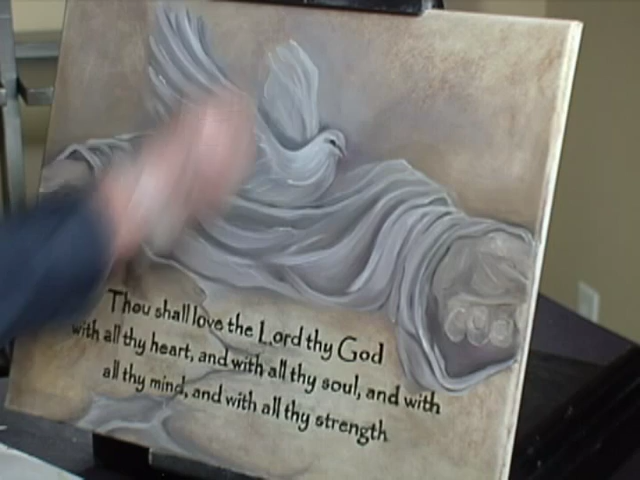 Thou shall love the Lord thy God
with all thy heart, and with all thy soul, and with
all thy mind, and with all thy strength